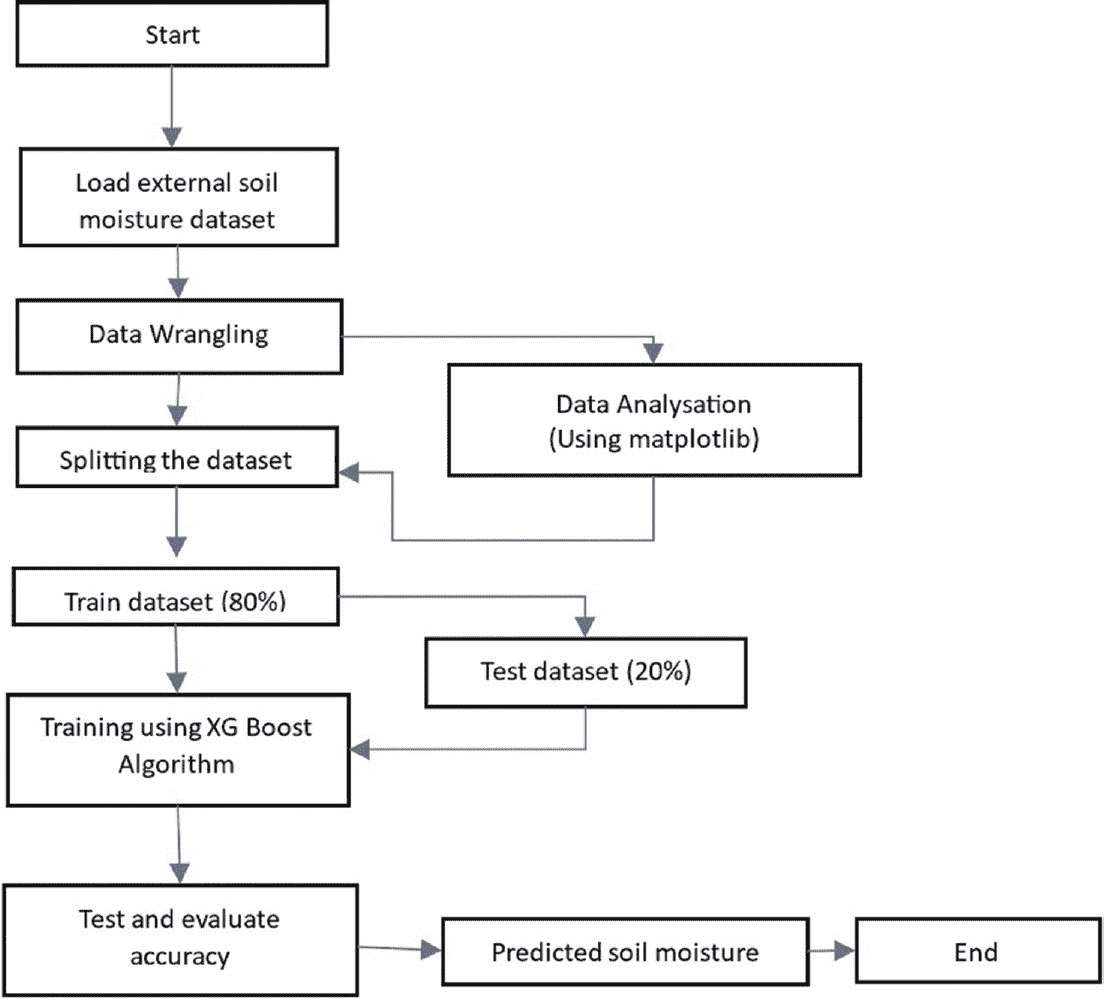 Start
Load external soil
moisture dataset
Data Wrangling
Data Analysation
(Using matplotlib)
Splitting the dataset
Train dataset (80%)
Test dataset (20%)
Training using XG Boost
Algorithm
Test and evaluate
accuracy
Predicted soil moisture
End